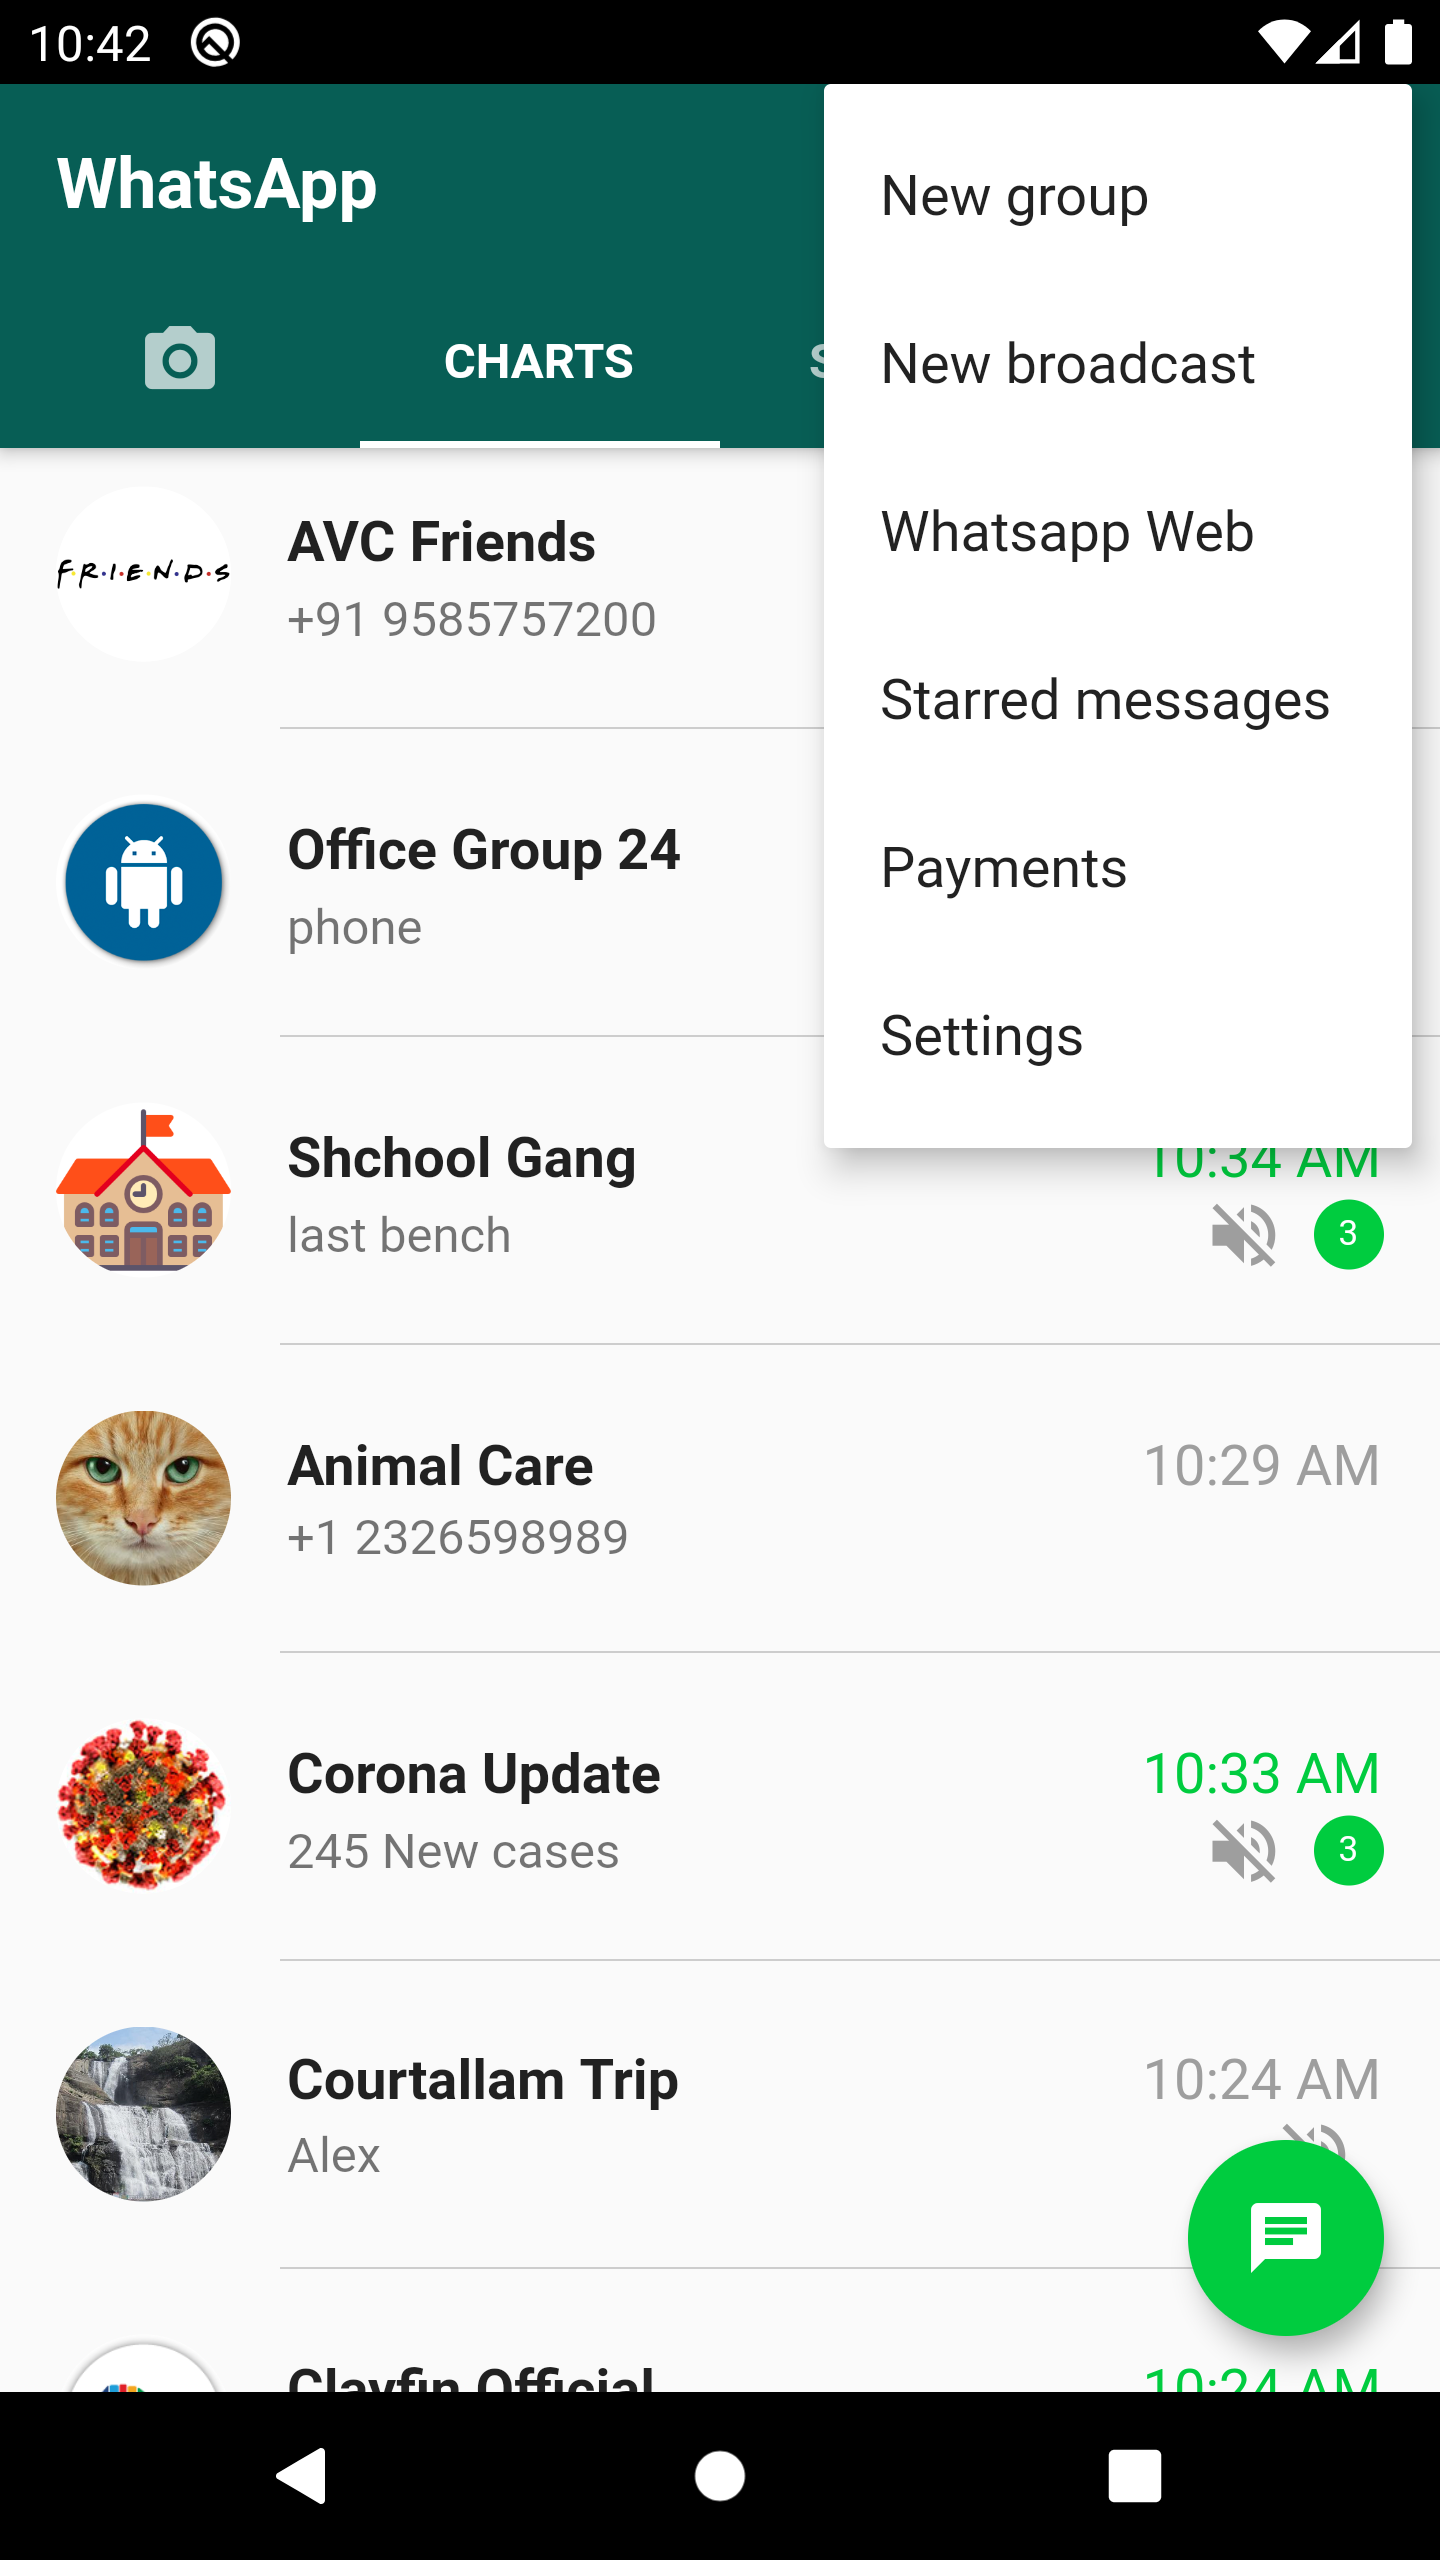 10:42
WhatsApp
CHARTS
New group
New broadcast
Whatsapp Web
Starred messages
Payments
Settings
F·R·I·E·N·D·S
AVC Friends
+91 9585757200
Office Group 24
phone
Shchool Gang
10:34 AM
last bench
3
Animal Care
10:29 AM
+1 2326598989
Corona Update
10:33 AM
245 New cases
3
Courtallam Trip
10:24 AM
Alex
Clayfin Official
10:24 AM